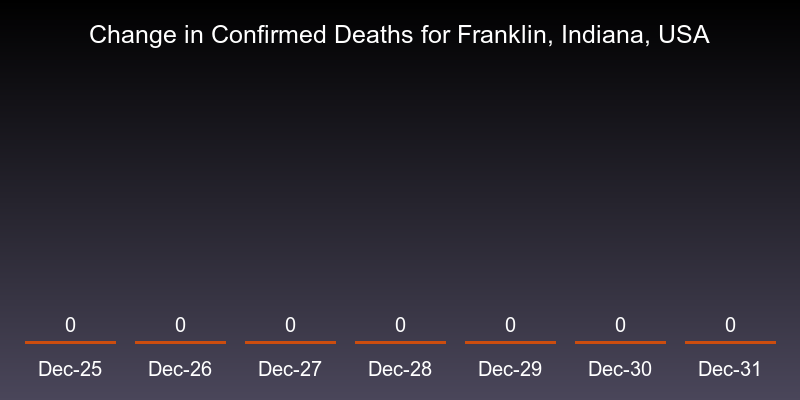 Change in Confirmed Deaths for Franklin, Indiana, USA
0 0 0 0 0 0 0
Dec-25 Dec-26 Dec-27 Dec-28 Dec-29 Dec-30 Dec-31